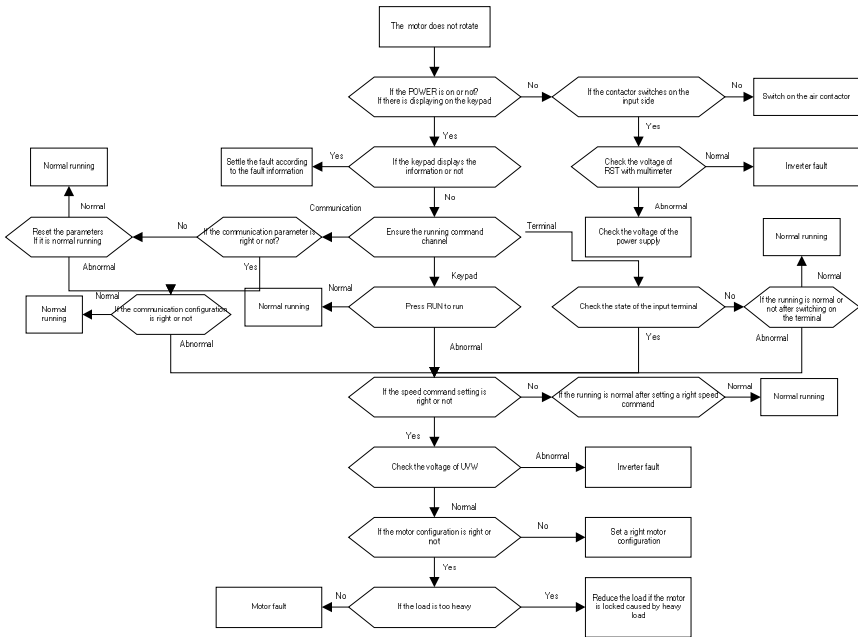 The motor does not rotate
If the POWER is on or not?
If there is displaying on the keypad
No
If the contactor switches on the
input side
No
Switch on the air contactor
Yes
Yes
Normal running
Settle the fault according
to the fault information
Yes
If the keypad displays the
information or not
Check the voltage of
RST with multimeter
Normal
Inverter fault
Normal
No
Abnormal
Communication
Reset the parameters
If it is normal running
No
If the communication parameter is
right or not?
Ensure the running command
channel
Terminal
Check the voltage of the
power supply
Normal running
Abnormal
Yes
Keypad
Normal
Normal
running
Normal
If the communication configuration
is right or not
Normal running
Normal
Press RUN to run
Check the state of the input terminal
No
If the running is normal or
not after switching on
the terminal
Abnormal
Abnormal
Yes
Abnormal
If the speed command setting is
right or not
No
If the running is normal after setting a right speed
command
Normal
Normal running
Yes
Check the voltage of UVW
Abnormal
Inverter fault
Normal
If the motor configuration is right or
not
No
Set a right motor
configuration
Yes
Motor fault
No
If the load is too heavy
Yes
Reduce the load if the motor
is locked caused by heavy
load